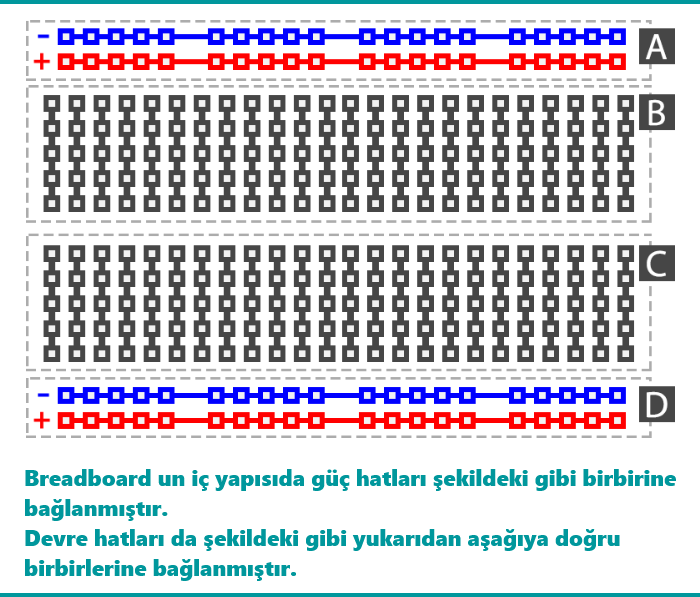 − A
+
B
C
− D
+
Breadboard un iç yapısıda güç hatları şekildeki gibi birbirine
bağlanmıştır.
Devre hatları da şekildeki gibi yukarıdan aşağıya doğru
birbirlerine bağlanmıştır.